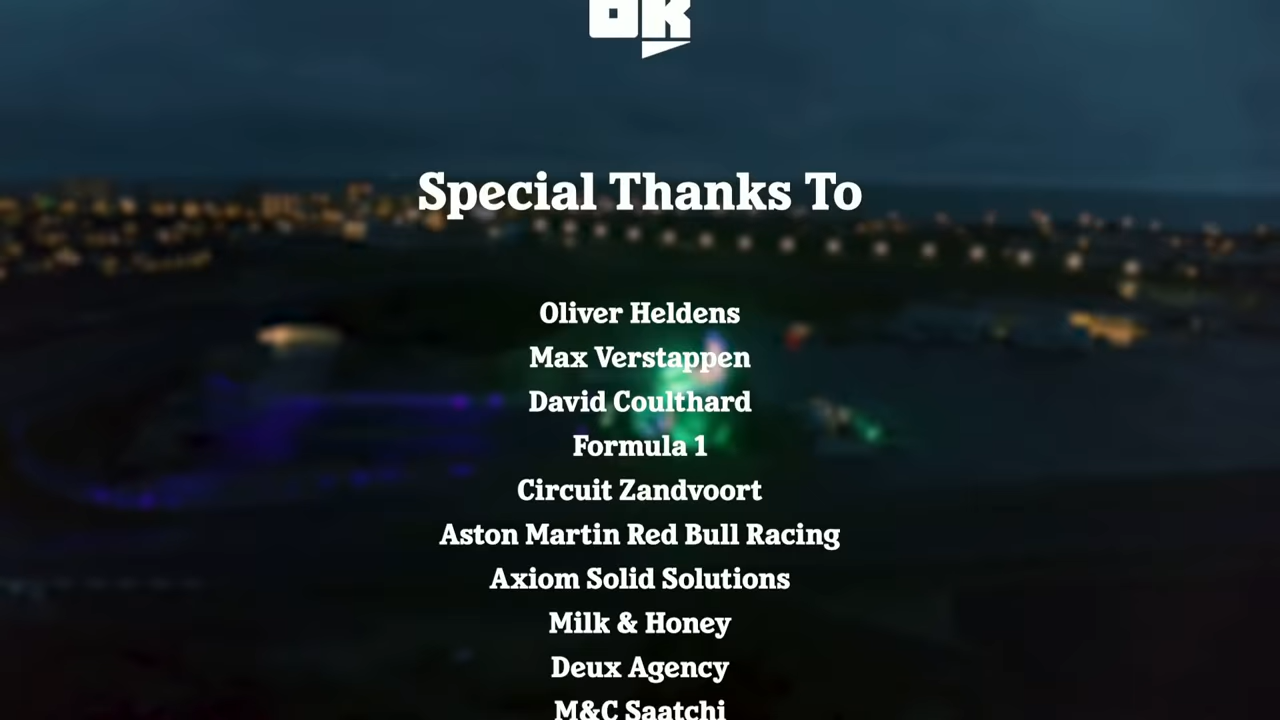 OK
Special Thanks To
Oliver Heldens
Max Verstappen
David Coulthard
Formula 1
Circuit Zandvoort
Aston Martin Red Bull Racing
Axiom Solid Solutions
Milk & Honey
Deux Agency
M&C Saatchi